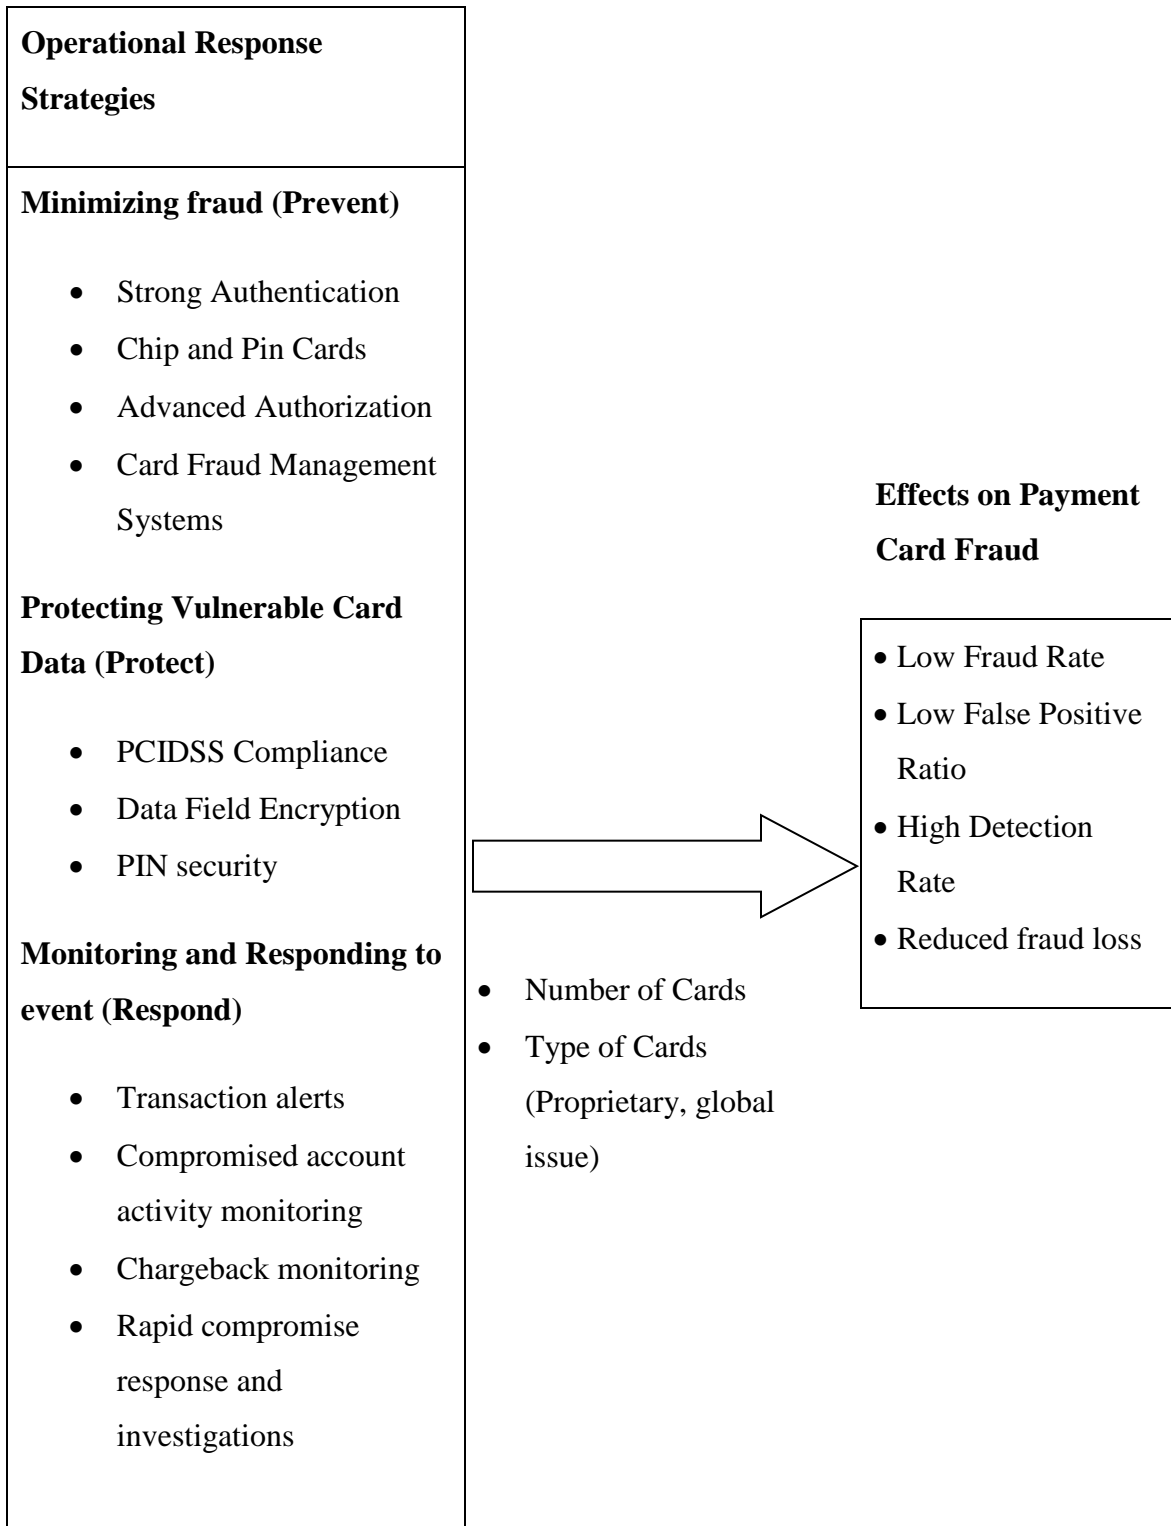 Operational Response
Strategies
Minimizing fraud (Prevent)
• Strong Authentication
• Chip and Pin Cards
• Advanced Authorization
• Card Fraud Management
Systems
Protecting Vulnerable Card
Data (Protect)
• PCIDSS Compliance
• Data Field Encryption
• PIN security
Monitoring and Responding to
event (Respond)
• Transaction alerts
• Compromised account
activity monitoring
• Chargeback monitoring
• Rapid compromise
response and
investigations
• Number of Cards
• Type of Cards
(Proprietary, global
issue)
Effects on Payment
Card Fraud
• Low Fraud Rate
• Low False Positive
Ratio
• High Detection
Rate
• Reduced fraud loss